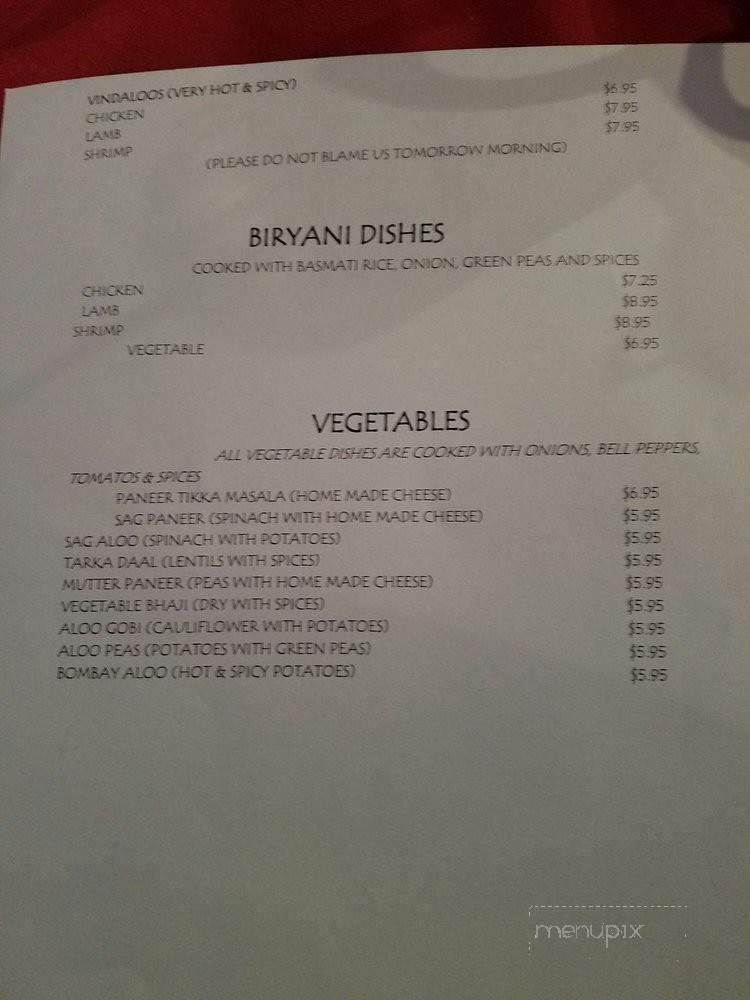 VINDALOOS (VERY HOT & SPICY)
CHICKEN $6.95
LAMB $7.95
SHRIMP $7.95
(PLEASE DO NOT BLAME US TOMORROW MORNING)
BIRYANI DISHES
COOKED WITH BASMATI RICE, ONION, GREEN PEAS AND SPICES
CHICKEN $7.25
LAMB $8.95
SHRIMP $8.95
VEGETABLE $6.95
VEGETABLES
ALL VEGETABLE DISHES ARE COOKED WITH ONIONS, BELL PEPPERS,
TOMATOS & SPICES
PANEER TIKKA MASALA (HOME MADE CHEESE) $6.95
SAG PANEER (SPINACH WITH HOME MADE CHEESE) $5.95
SAG ALOO (SPINACH WITH POTATOES) $5.95
TARKA DAAL (LENTILS WITH SPICES) $5.95
MUTTER PANEER (PEAS WITH HOME MADE CHEESE) $5.95
VEGETABLE BHAJI (DRY WITH SPICES) $5.95
ALOO GOBI (CAULIFLOWER WITH POTATOES) $5.95
ALOO PEAS (POTATOES WITH GREEN PEAS) $5.95
BOMBAY ALOO (HOT & SPICY POTATOES) $5.95
menupix